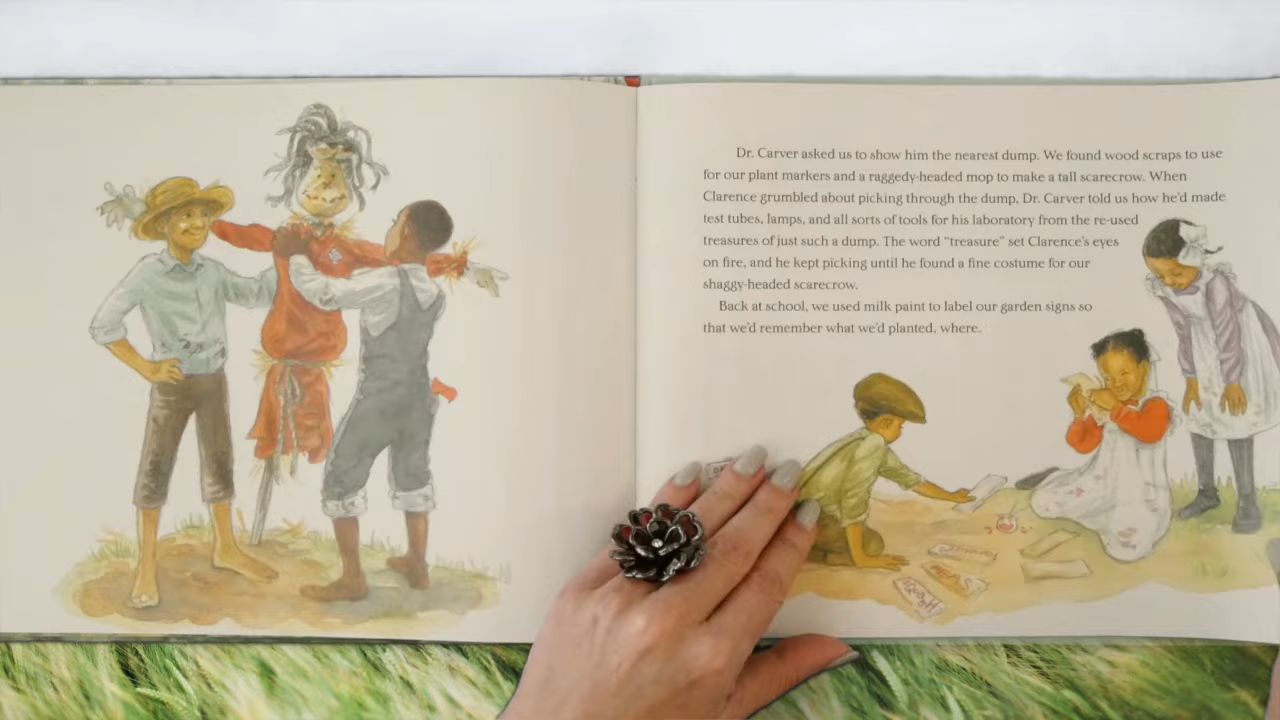 Dr. Carver asked us to show him the nearest dump. We found wood scraps to use
for our plant markers and a raggedy-headed mop to make a tall scarecrow. When
Clarence grumbled about picking through the dump, Dr. Carver told us how he'd made
test tubes, lamps, and all sorts of tools for his laboratory from the re-used
treasures of just such a dump. The word "treasure" set Clarence's eyes
on fire, and he kept picking until he found a fine costume for our
shaggy-headed scarecrow.
Back at school, we used milk paint to label our garden signs so
that we'd remember what we'd planted, where.
PEAS
SQUASH